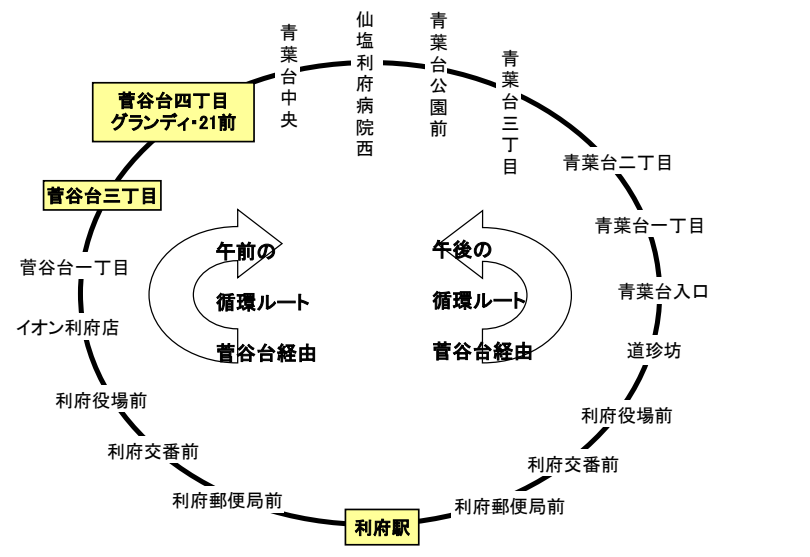 青葉台中央
仙塩利府病院西
青葉台公園前
青葉台三丁目
菅谷台四丁目
グランディ・21前
青葉台二丁目
菅谷台三丁目
青葉台一丁目
午前の
循環ルート
菅谷台経由
午後の
循環ルート
菅谷台経由
菅谷台一丁目
青葉台入口
イオン利府店
道珍坊
利府役場前
利府役場前
利府交番前
利府交番前
利府郵便局前
利府郵便局前
利府駅